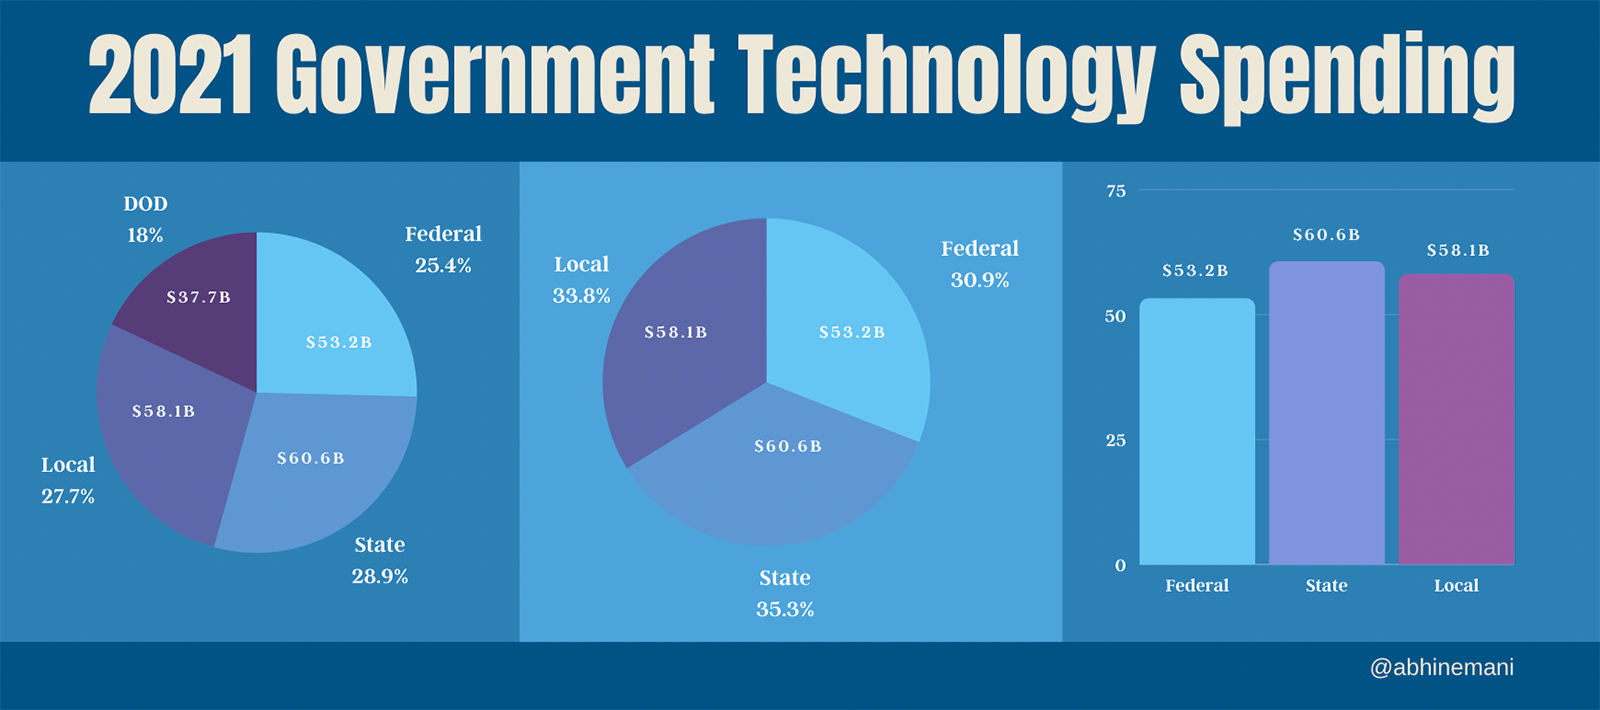 2021 Government Technology Spending
DOD
18%
Federal
25.4%
$37.7B
$53.2B
$58.1B
$60.6B
Local
27.7%
State
28.9%
Local
33.8%
Federal
30.9%
$58.1B
$53.2B
$60.6B
State
35.3%
75
50
25
0
$53.2B
$60.6B
$58.1B
Federal
State
Local
@abhinemani